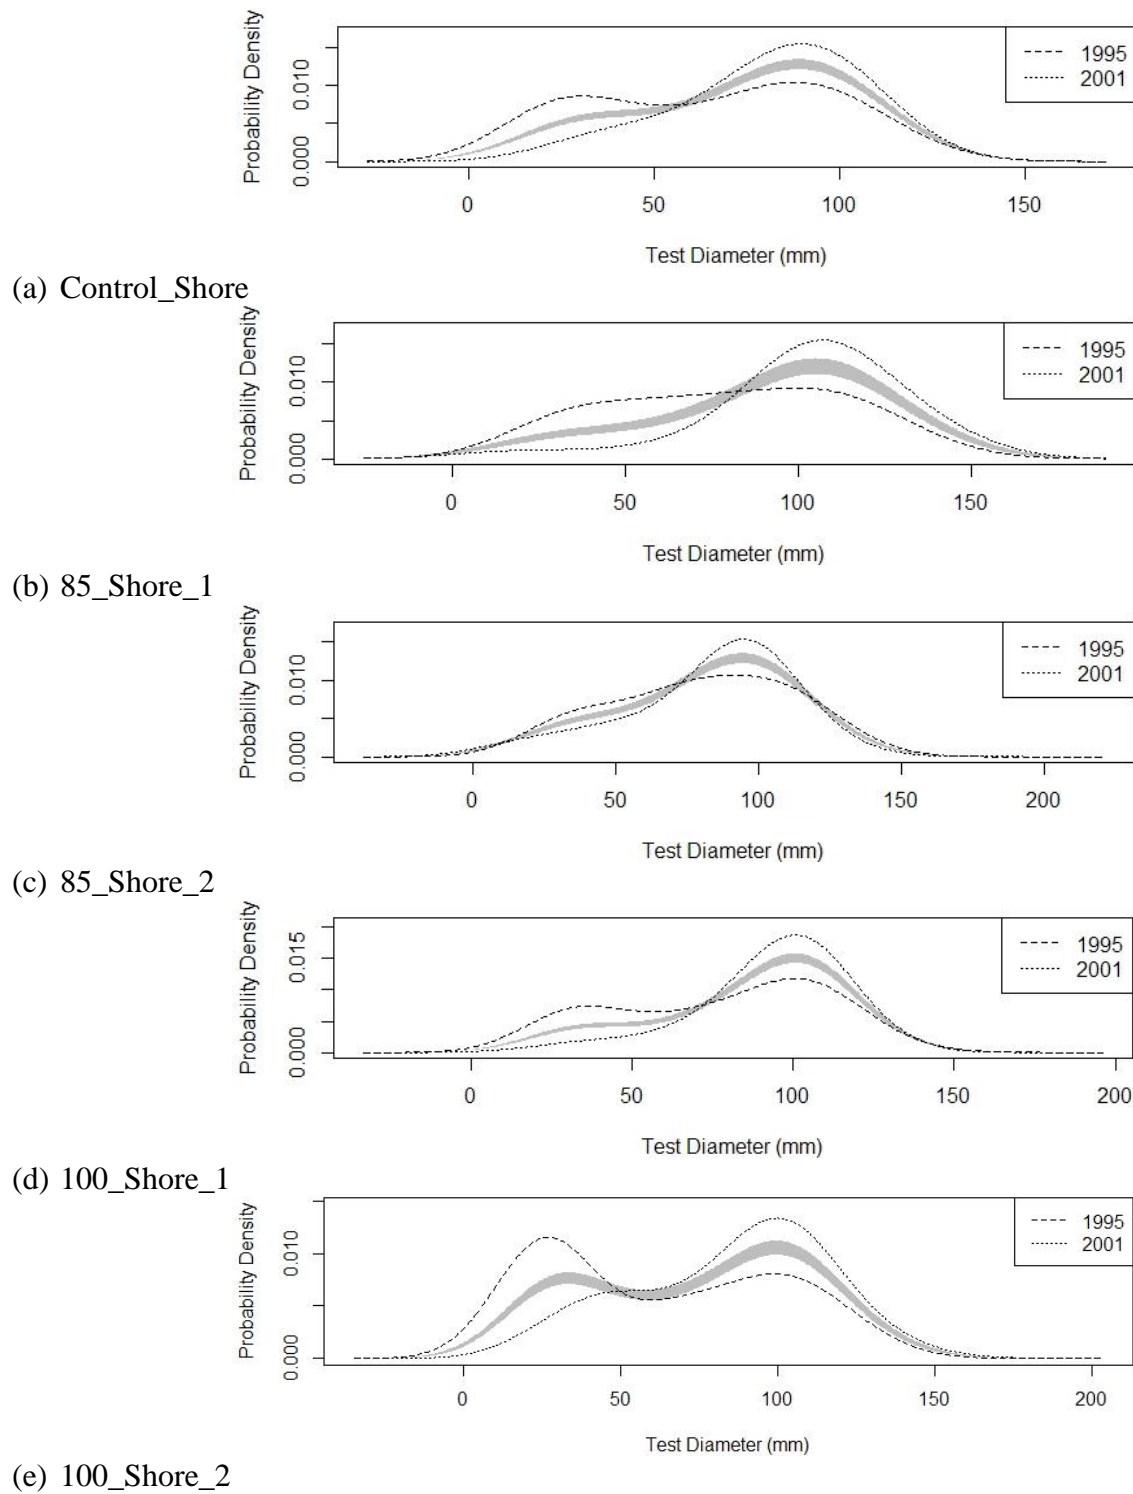 Probability Density
0.010
0.000
1995
2001
0 50 100 150
Test Diameter (mm)
(a) Control_Shore
Probability Density
0.010
0.000
1995
2001
0 50 100 150
Test Diameter (mm)
(b) 85_Shore_1
Probability Density
0.010
0.000
1995
2001
0 50 100 150 200
Test Diameter (mm)
(c) 85_Shore_2
Probability Density
0.015
0.000
1995
2001
0 50 100 150 200
Test Diameter (mm)
(d) 100_Shore_1
Probability Density
0.010
0.000
1995
2001
0 50 100 150 200
Test Diameter (mm)
(e) 100_Shore_2